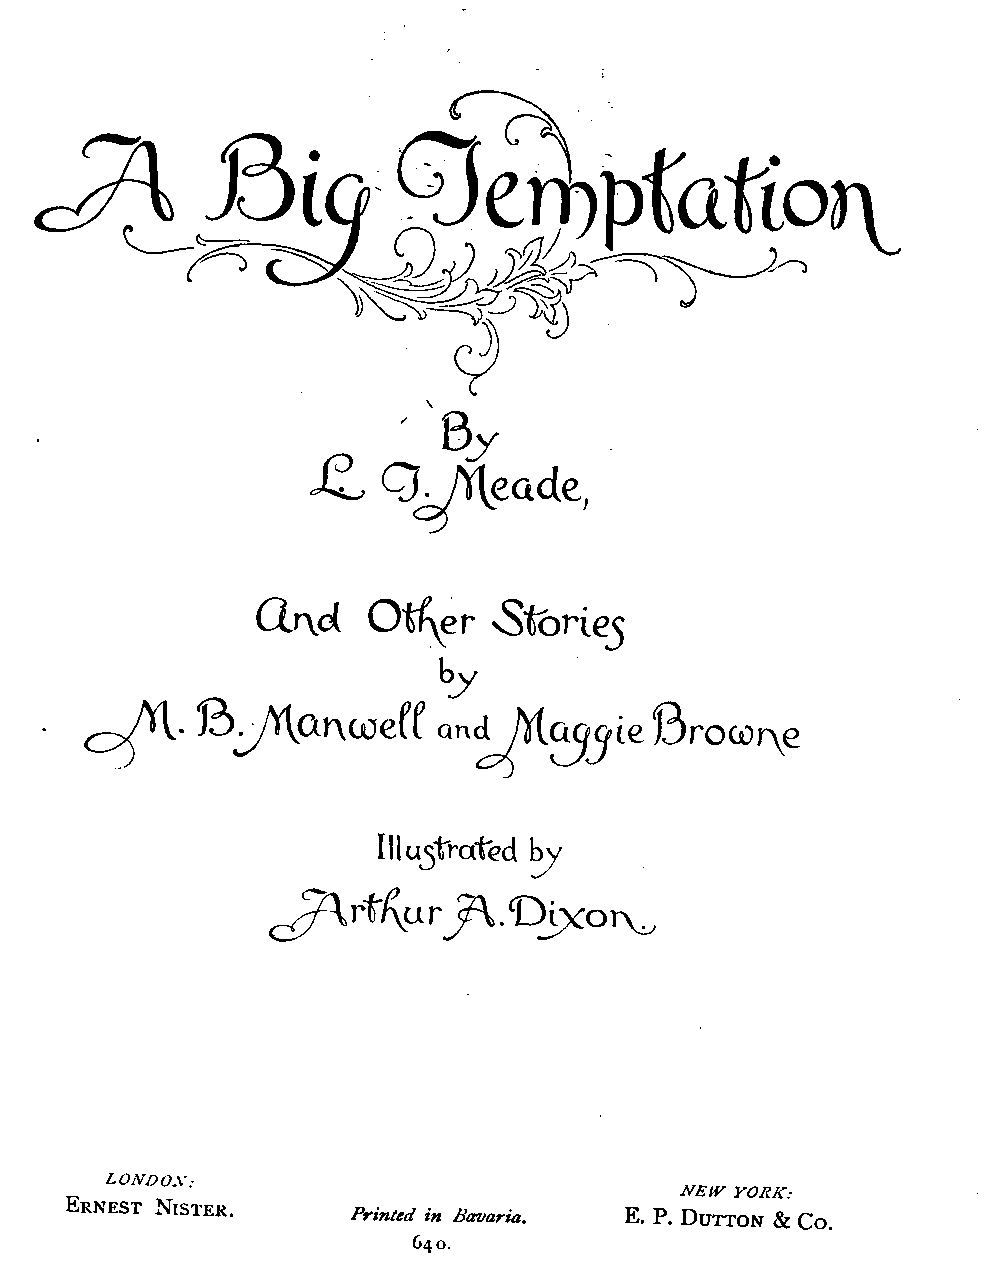 A Big Temptation
By
L. T. Meade,
And Other Stories
by
M. B. Manwell and Maggie Browne
Illustrated by
Arthur A. Dixon.
LONDON:
ERNEST NISTER.
Printed in Bavaria.
640.
NEW YORK:
E. P. DUTTON & Co.